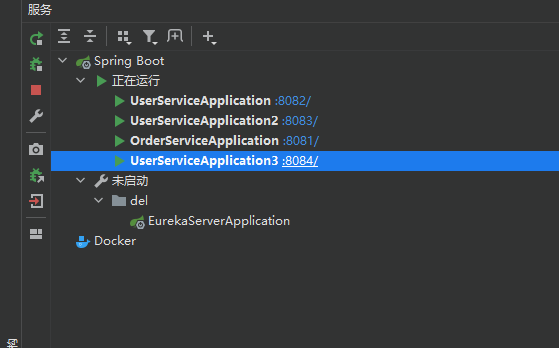 服务
Spring Boot
正在运行
UserServiceApplication :8082/
UserServiceApplication2 :8083/
OrderServiceApplication :8081/
UserServiceApplication3 :8084/
未启动
del
EurekaServerApplication
Docker